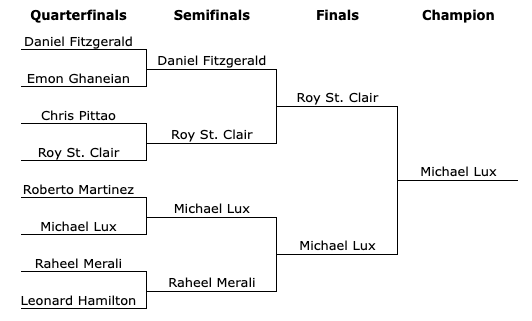 Quarterfinals Semifinals Finals Champion
Daniel Fitzgerald
Daniel Fitzgerald
Emon Ghaneian
Roy St. Clair
Chris Pittao
Roy St. Clair
Roy St. Clair
Michael Lux
Roberto Martinez
Michael Lux
Michael Lux
Michael Lux
Raheel Merali
Raheel Merali
Leonard Hamilton